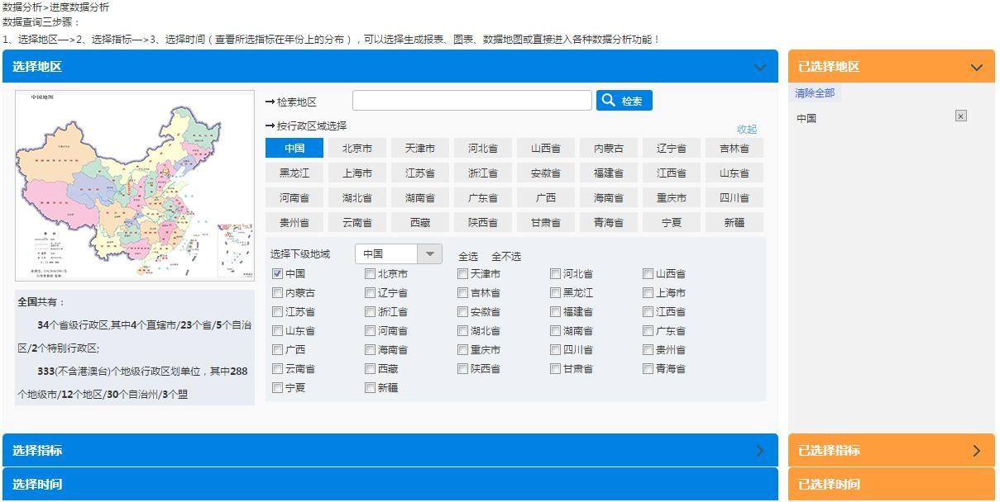 数据分析>进度数据分析
数据查询三步骤：
1、选择地区—>2、选择指标—>3、选择时间（查看所选指标在年份上的分布），可以选择生成报表、图表、数据地图或直接进入各种数据分析功能！
选择地区
中国地图
检索地区
检索
按行政区域选择
收起
中国 北京市 天津市 河北省 山西省 内蒙古 辽宁省 吉林省
黑龙江 上海市 江苏省 浙江省 安徽省 福建省 江西省 山东省
河南省 湖北省 湖南省 广东省 广西 海南省 重庆市 四川省
贵州省 云南省 西藏 陕西省 甘肃省 青海省 宁夏 新疆
选择下级地域 中国 全选 全不选
中国 北京市 天津市 河北省 山西省
内蒙古 辽宁省 吉林省 黑龙江 上海市
江苏省 浙江省 安徽省 福建省 江西省
山东省 河南省 湖北省 湖南省 广东省
广西 海南省 重庆市 四川省 贵州省
云南省 西藏 陕西省 甘肃省 青海省
宁夏 新疆
全国共有：
34个省级行政区,其中4个直辖市/23个省/5个自治
区/2个特别行政区;
333(不含港澳台)个地级行政区划单位，其中288
个地级市/12个地区/30个自治州/3个盟
选择指标
选择时间
已选择地区
清除全部
中国
已选择指标
已选择时间